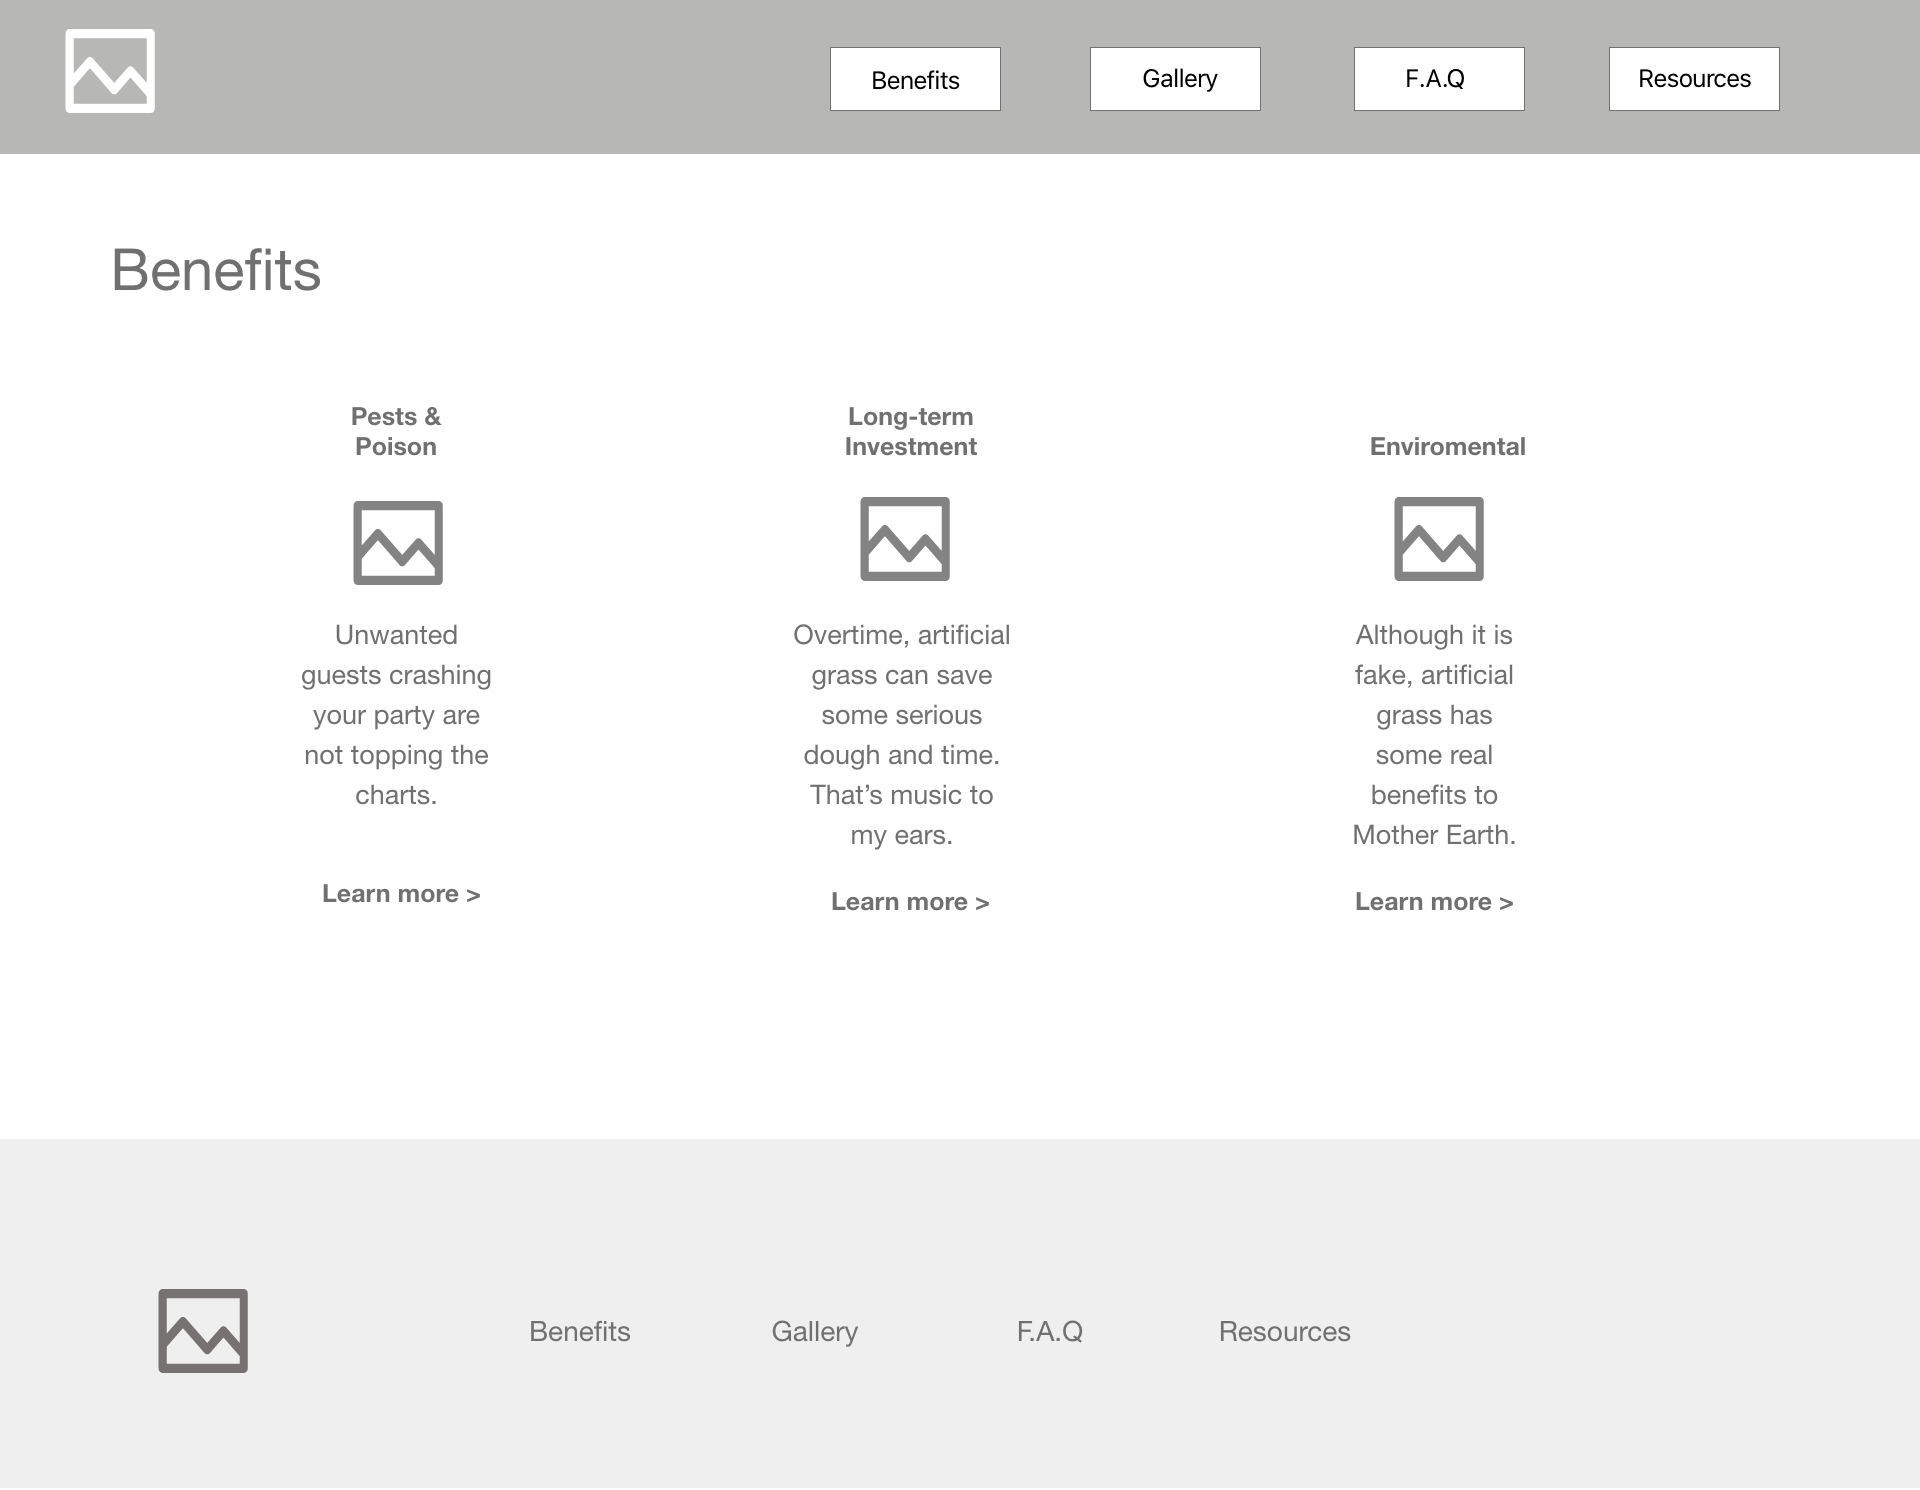 Benefits
Gallery
F.A.Q
Resources
Benefits
Pests &
Poison
Unwanted
guests crashing
your party are
not topping the
charts.
Learn more >
Long-term
Investment
Overtime, artificial
grass can save
some serious
dough and time.
That’s music to
my ears.
Learn more >
Enviromental
Although it is
fake, artificial
grass has
some real
benefits to
Mother Earth.
Learn more >
Benefits
Gallery
F.A.Q
Resources